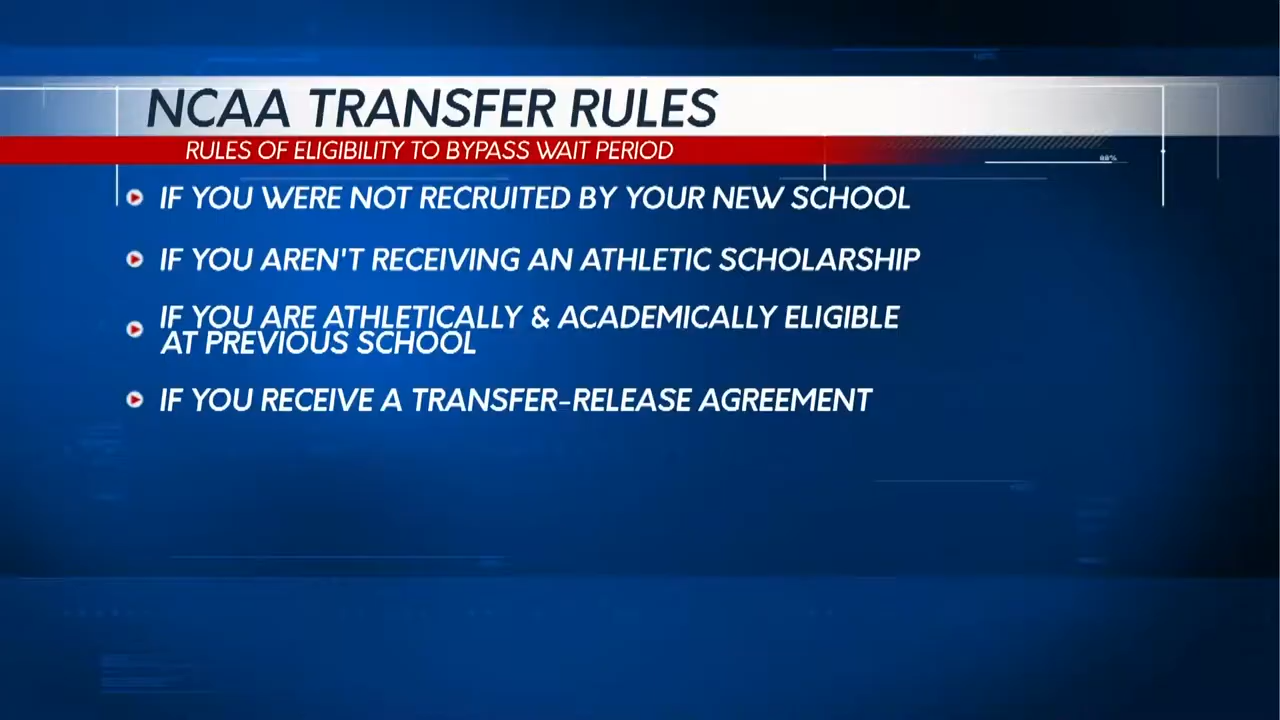 NCAA TRANSFER RULES
RULES OF ELIGIBILITY TO BYPASS WAIT PERIOD
IF YOU WERE NOT RECRUITED BY YOUR NEW SCHOOL
IF YOU AREN'T RECEIVING AN ATHLETIC SCHOLARSHIP
IF YOU ARE ATHLETICALLY & ACADEMICALLY ELIGIBLE
AT PREVIOUS SCHOOL
IF YOU RECEIVE A TRANSFER-RELEASE AGREEMENT